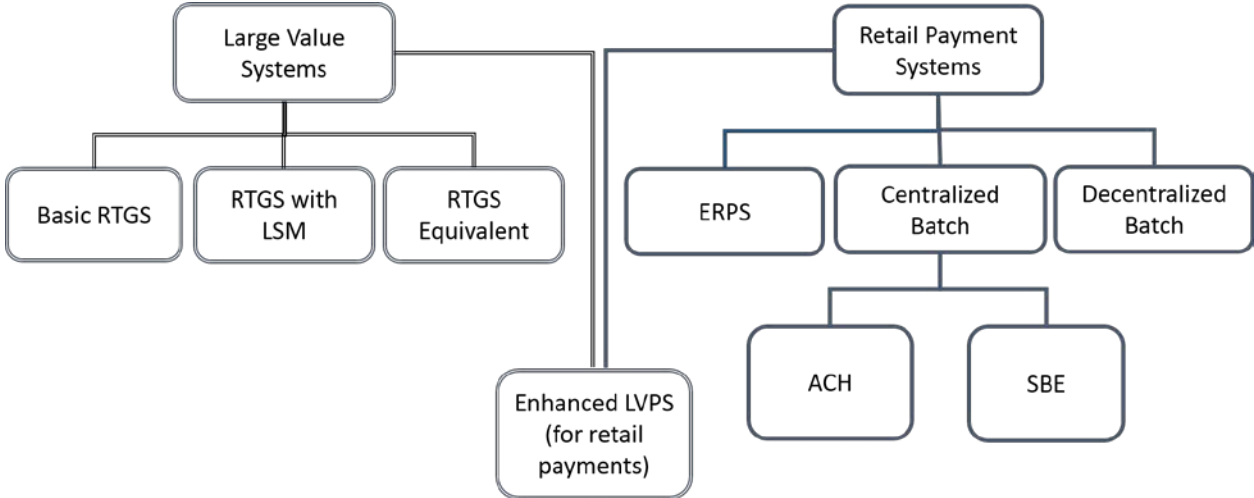 Large Value
Systems
Retail Payment
Systems
Basic RTGS
RTGS with
LSM
RTGS
Equivalent
ERPS
Centralized
Batch
Decentralized
Batch
ACH
SBE
Enhanced LVPS
(for retail
payments)